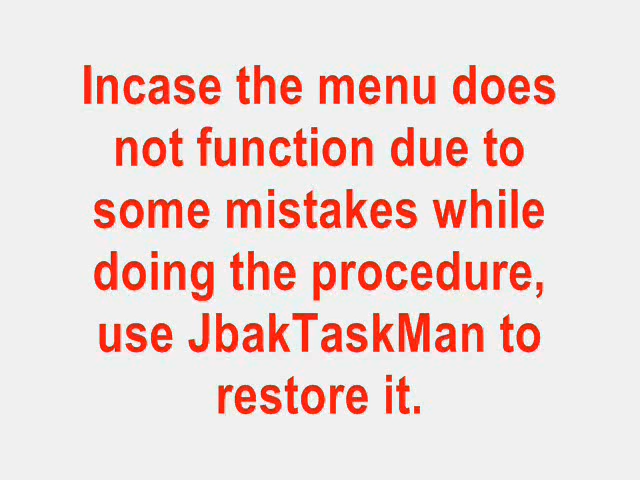 Incase the menu does
not function due to
some mistakes while
doing the procedure,
use JbakTaskMan to
restore it.